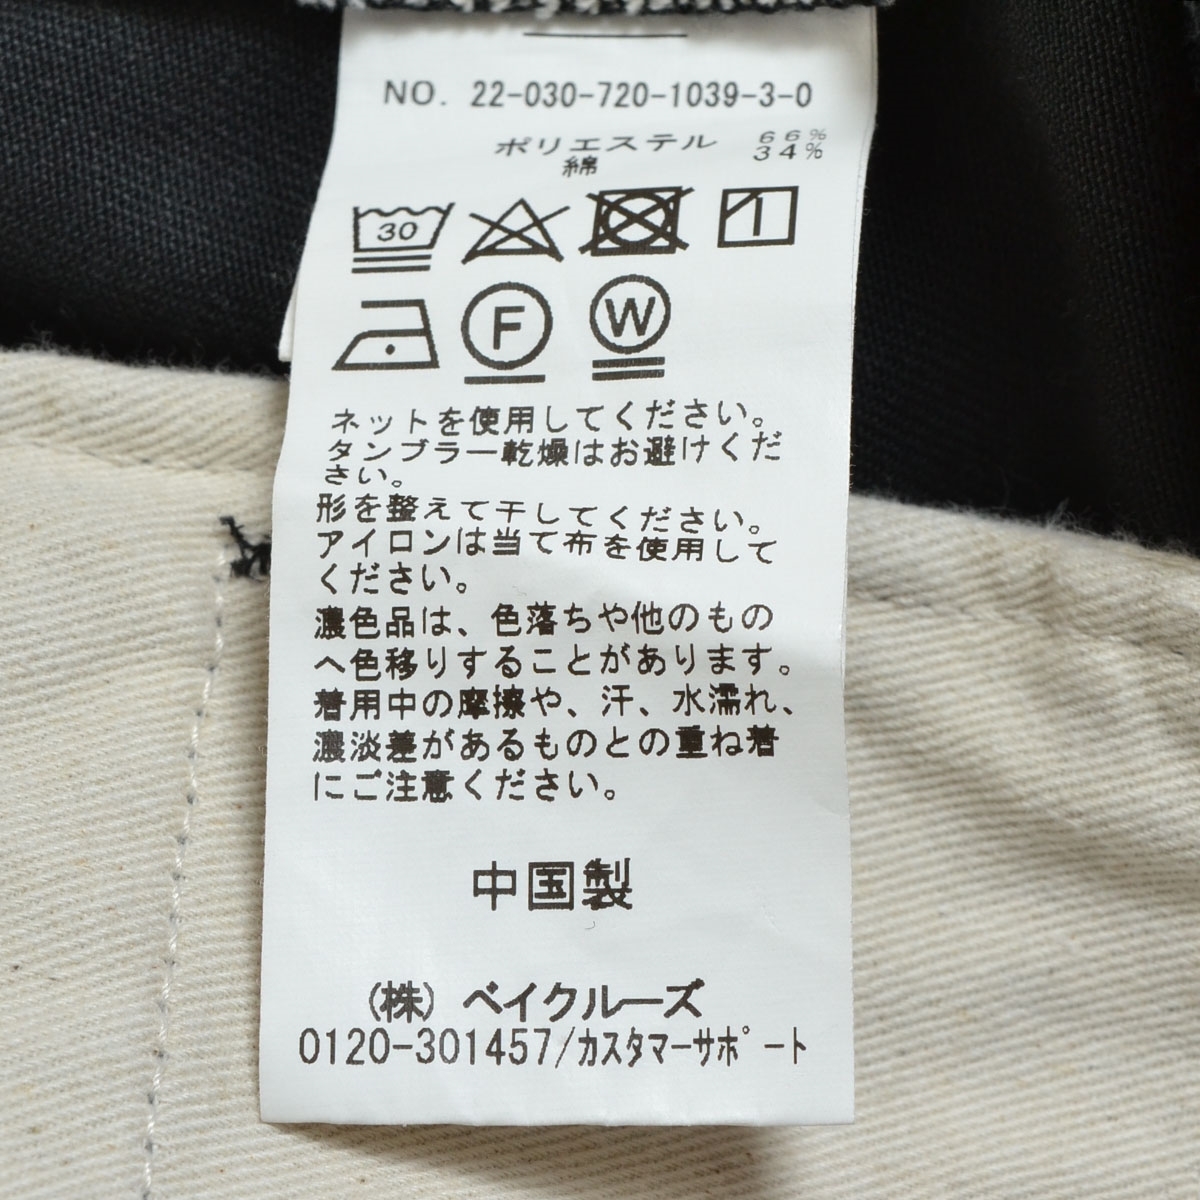 NO. 22-030-720-1039-3-0
ポリエステル 66%
綿 34%
30
F W
ネットを使用してください。
タンブラー乾燥はお避けくだ
さい。
形を整えて干してください。
アイロンは当て布を使用して
ください。
濃色品は、色落ちや他のもの
へ色移りすることがあります。
着用中の摩擦や、汗、水濡れ、
濃淡差があるものとの重ね着
にご注意ください。
中国製
(株) ベイクルーズ
0120-301457/カスタマーサポート